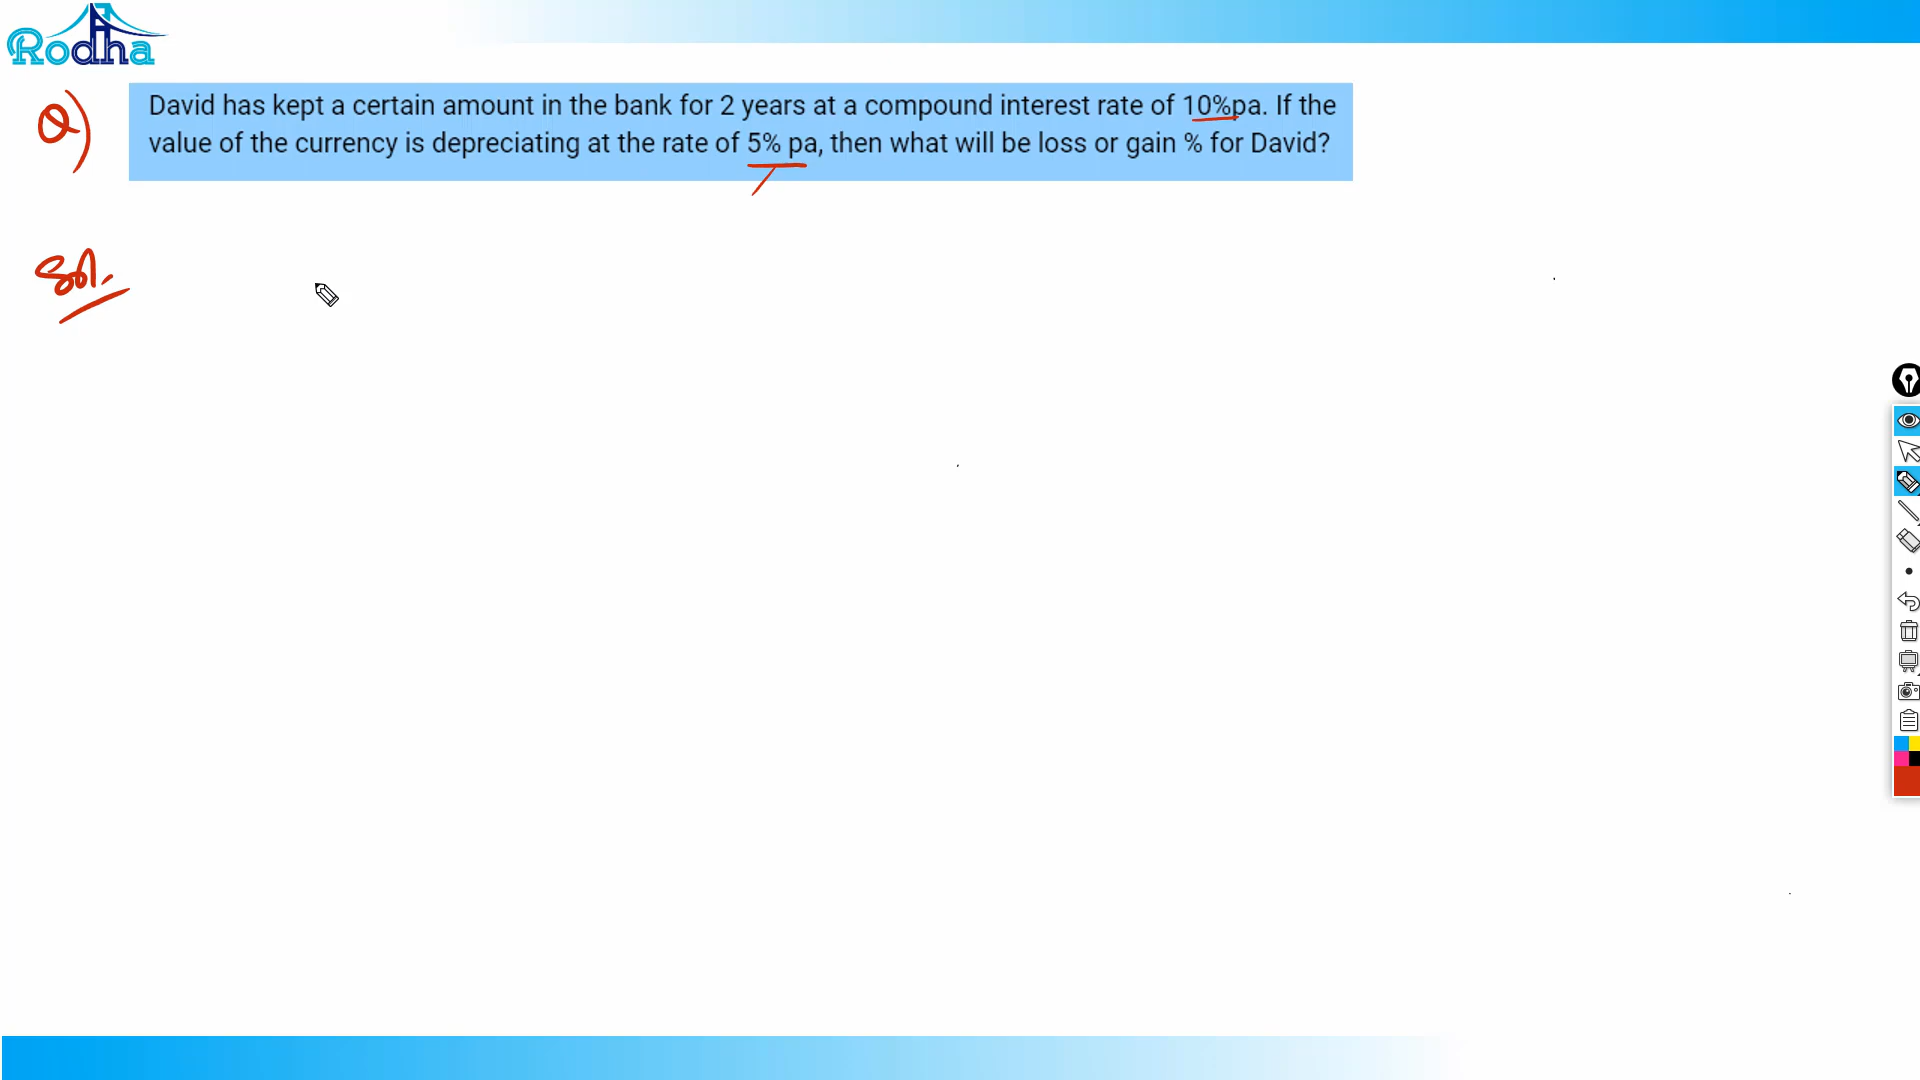 Rodha
Q)
David has kept a certain amount in the bank for 2 years at a compound interest rate of 10%pa. If the
value of the currency is depreciating at the rate of 5% pa, then what will be loss or gain % for David?
Sol.